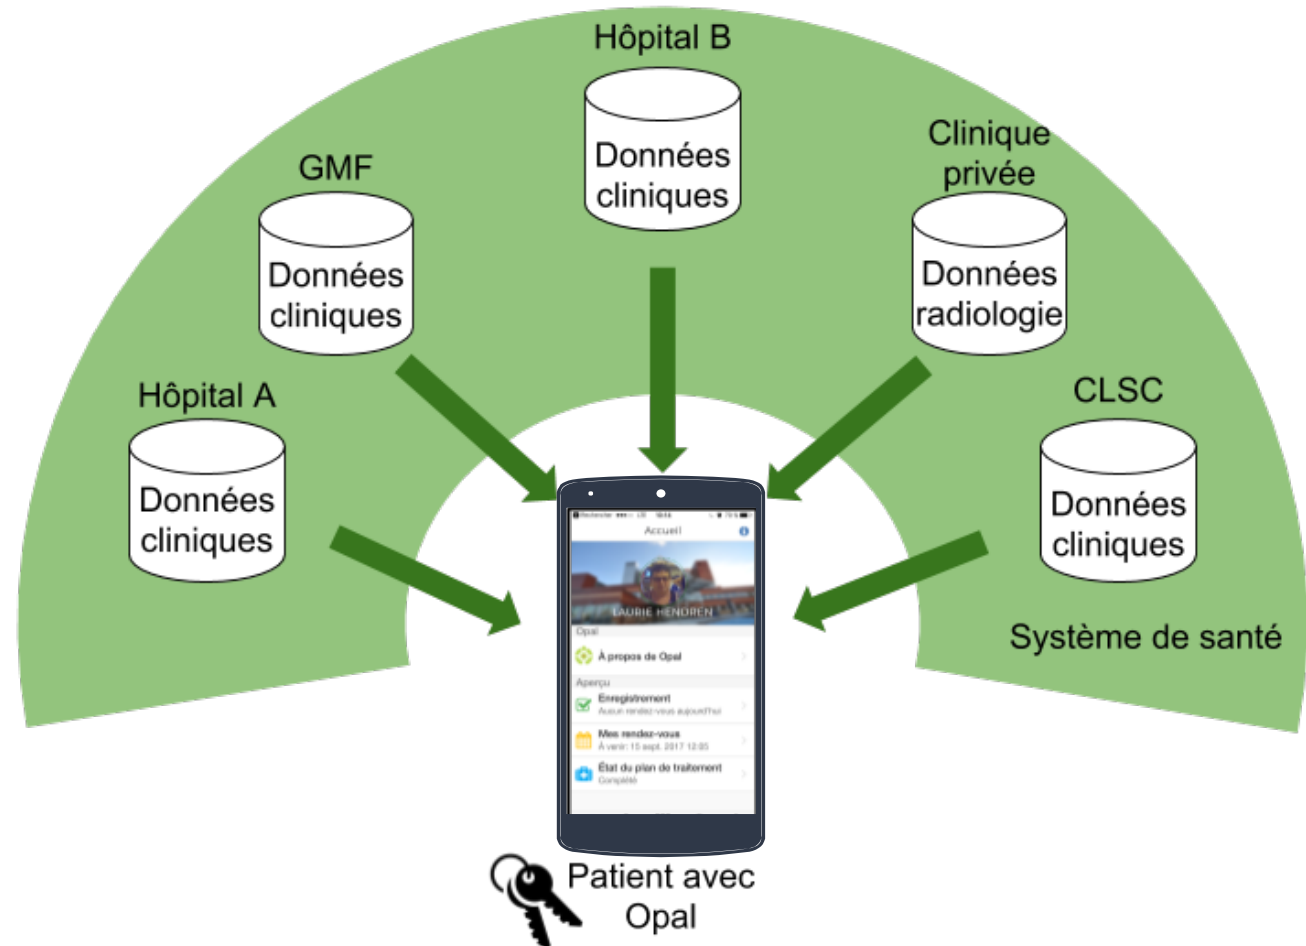 Hôpital B
Données
cliniques
Clinique
privée
Données
radiologie
GMF
Données
cliniques
Hôpital A
Données
cliniques
CLSC
Données
cliniques
Système de santé
Accueil
LAURIE HENDREN
Opal
À propos de Opal
Aperçu
Enregistrement
Aucun rendez-vous aujourd'hui
Mes rendez-vous
À venir: 15 sept. 2017 12:05
État du plan de traitement
Complété
Patient avec
Opal